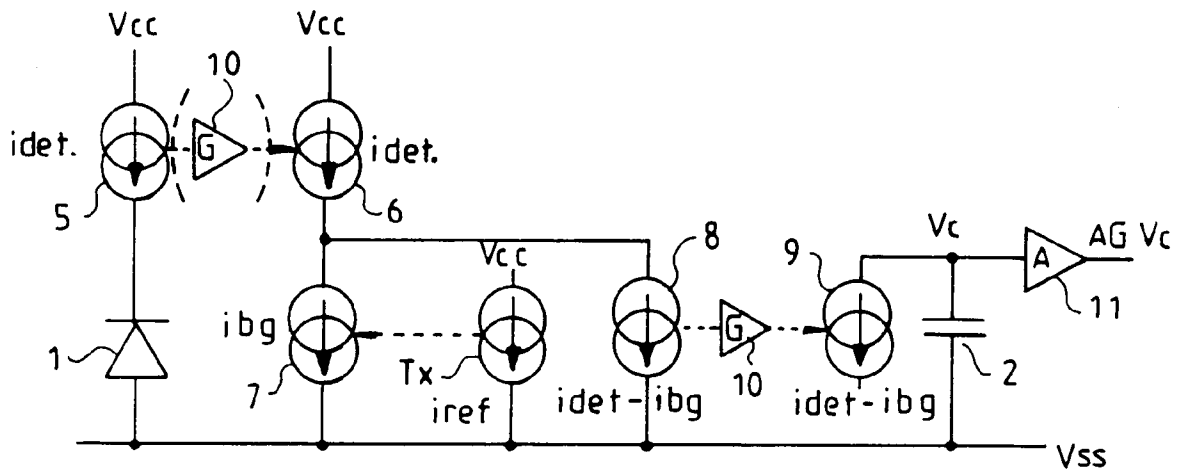 Vcc
Vcc
10
idet.
G
idet.
5
6
8
Vc
AG Vc
Vcc
9
A
11
ibg
G
1
7
Tx
10
2
iref
idet-ibg
idet-ibg
Vss